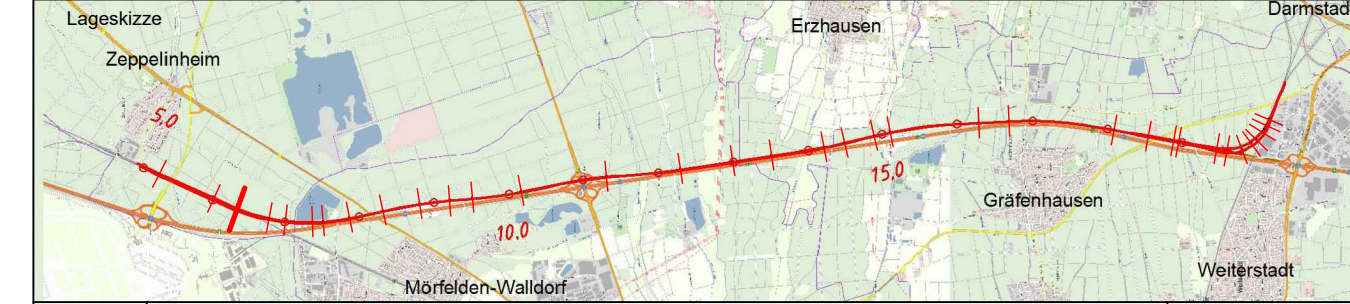 Lageskizze
Zeppelinheim
5,0
Mörfelden-Walldorf
10,0
Erzhausen
15,0
Gräfenhausen
Darmstad
Weiterstadt